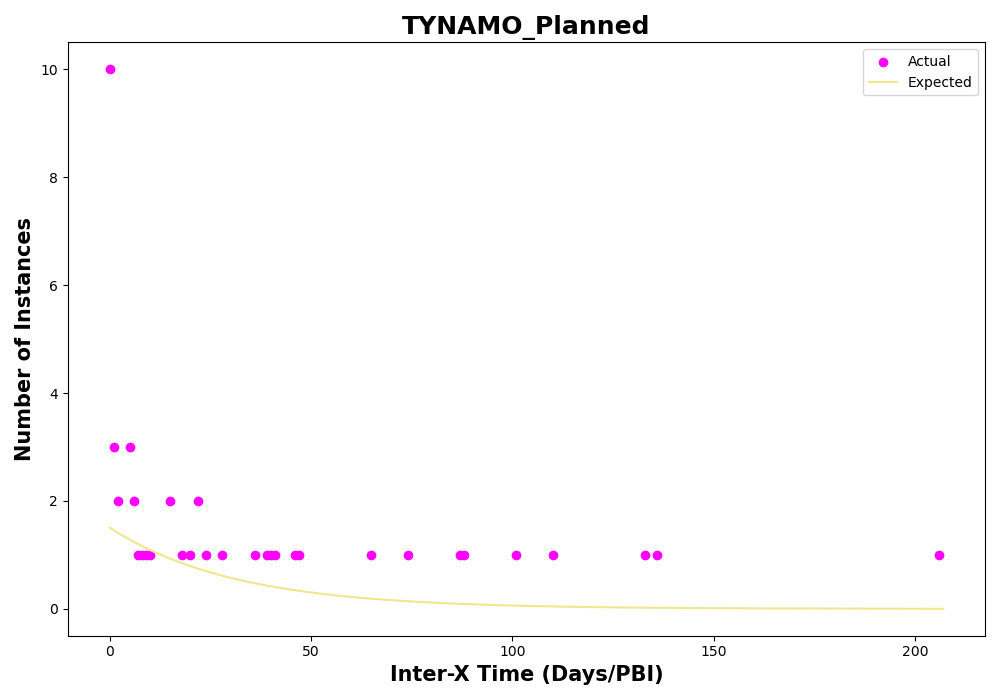 TYNAMO_Planned
Actual
Expected
Number of Instances
10
8
6
4
2
0
0
50
100
150
200
Inter-X Time (Days/PBI)